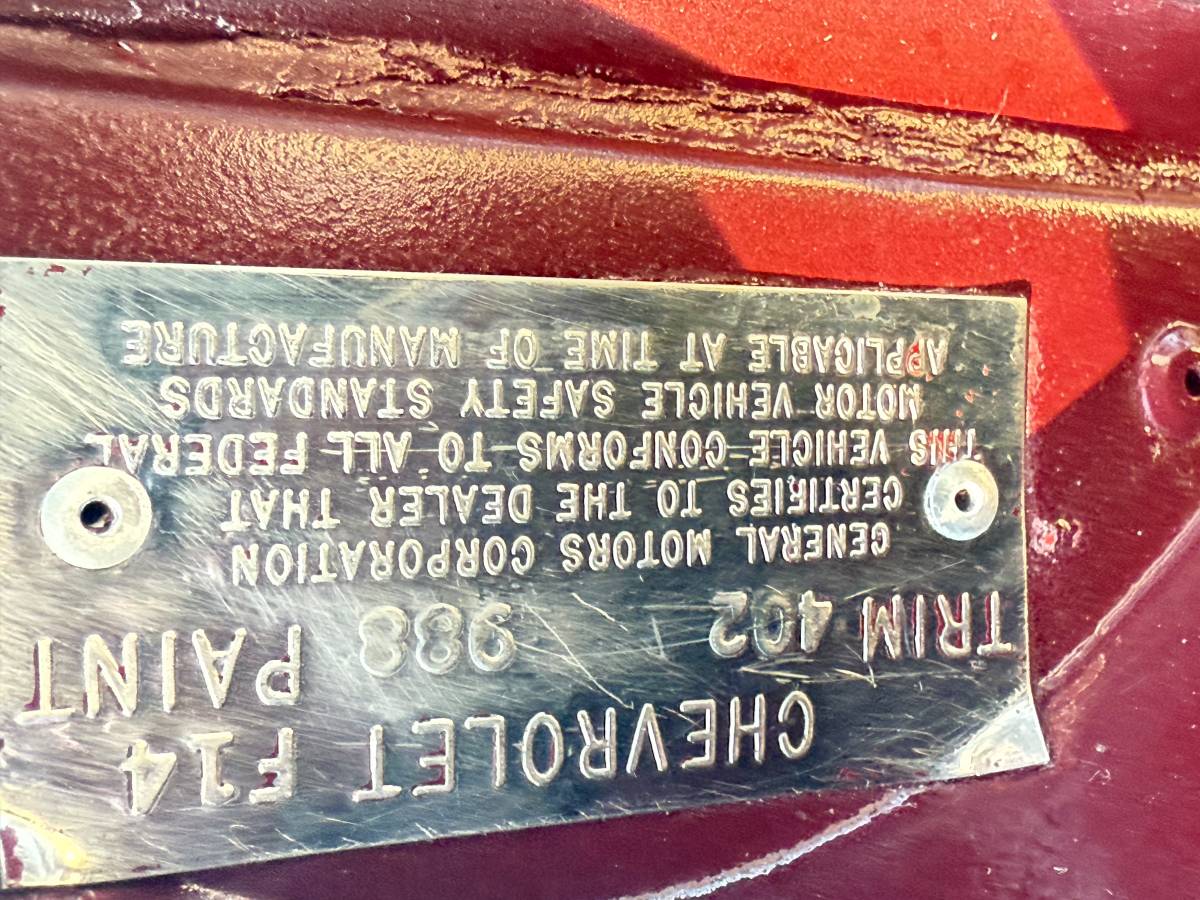 CHEVROLET F14
TRIM 402 988 PAINT
GENERAL MOTORS CORPORATION
CERTIFIES TO THE DEALER THAT
THIS VEHICLE CONFORMS TO ALL FEDERAL
MOTOR VEHICLE SAFETY STANDARDS
APPLICABLE AT TIME OF MANUFACTURE